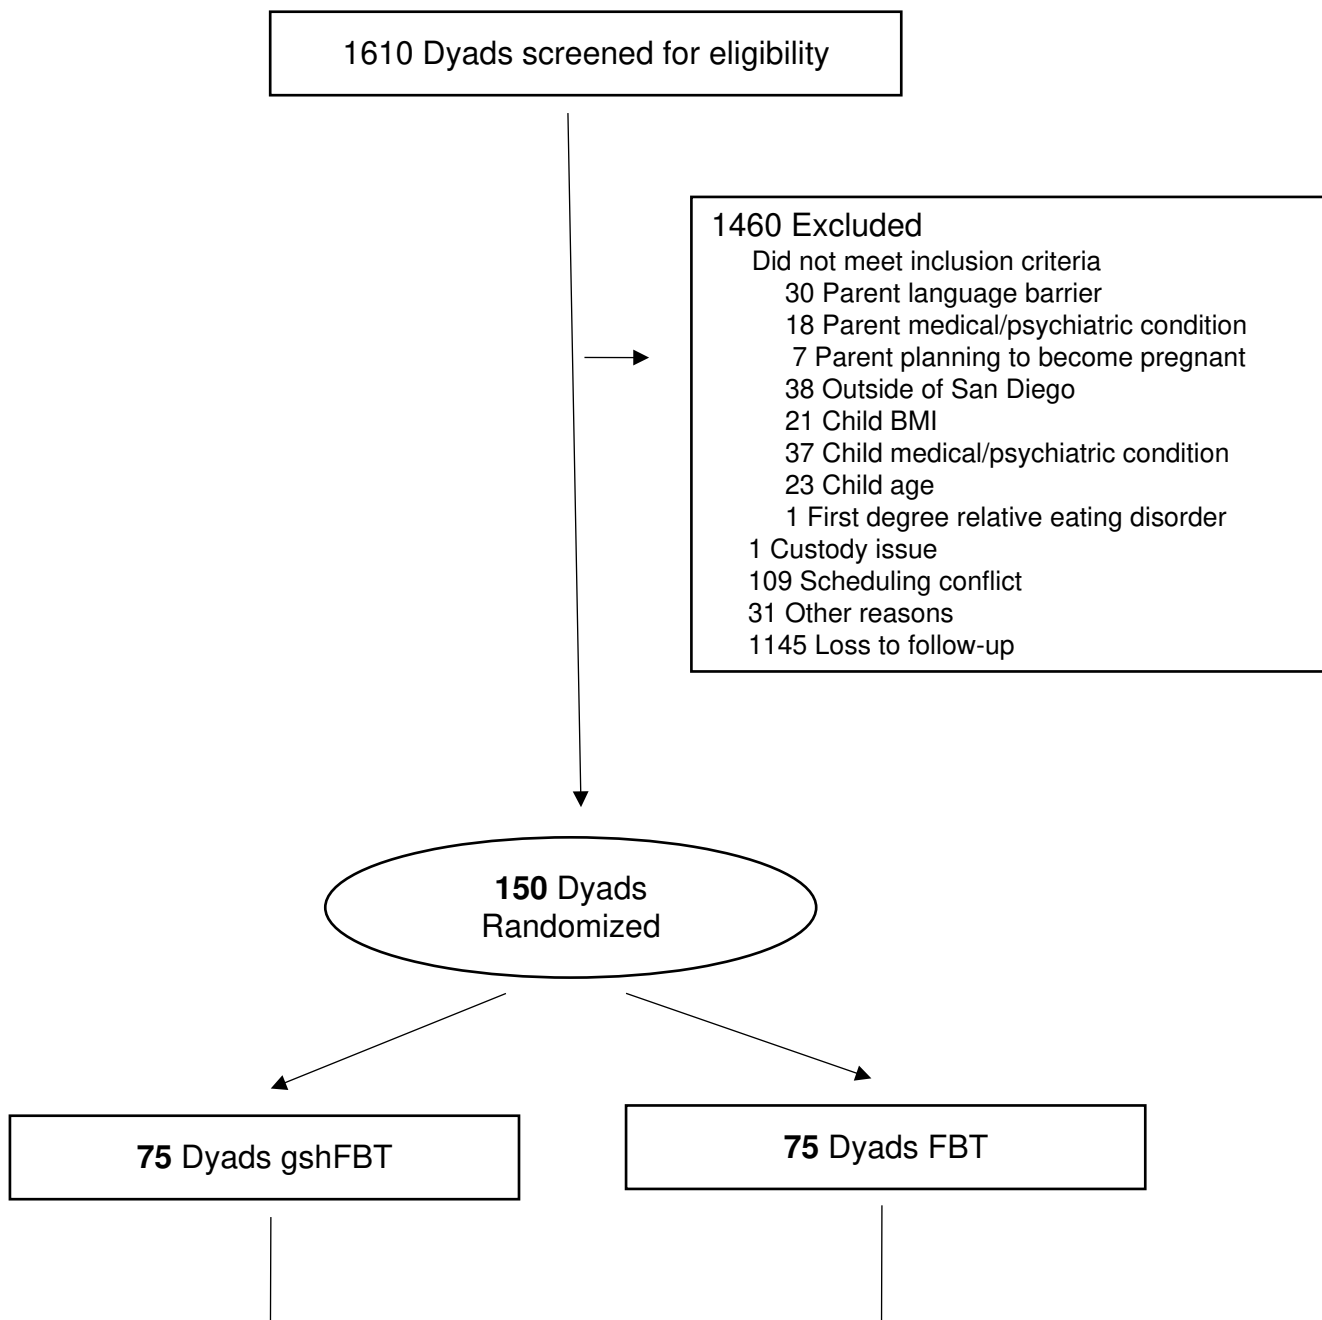 1610 Dyads screened for eligibility
1460 Excluded
Did not meet inclusion criteria
30 Parent language barrier
18 Parent medical/psychiatric condition
7 Parent planning to become pregnant
38 Outside of San Diego
21 Child BMI
37 Child medical/psychiatric condition
23 Child age
1 First degree relative eating disorder
1 Custody issue
109 Scheduling conflict
31 Other reasons
1145 Loss to follow-up
150 Dyads
Randomized
75 Dyads gshFBT
75 Dyads FBT